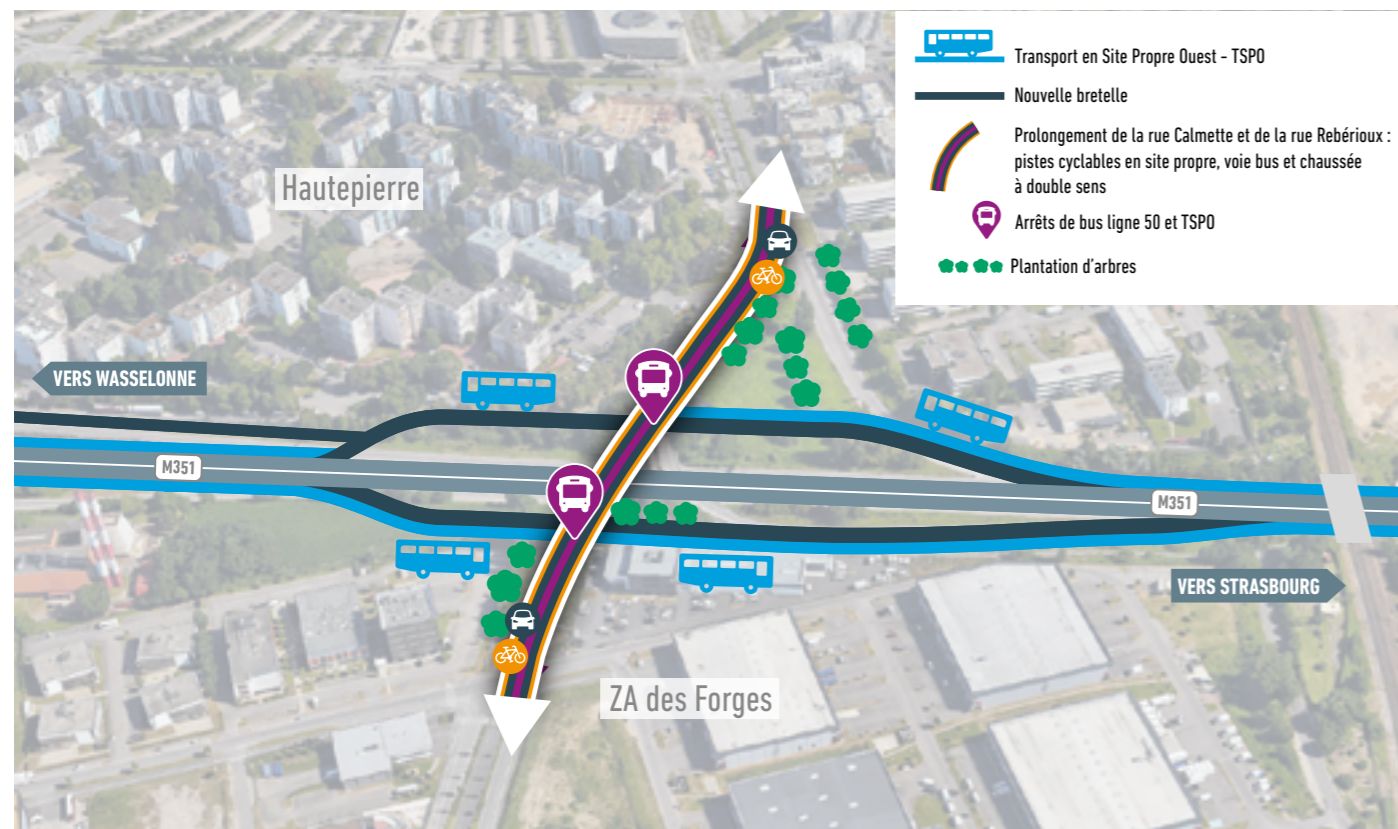 Transport en Site Propre Ouest - TSPO
Nouvelle bretelle
Prolongement de la rue Calmette et de la rue Rebérioux :
pistes cyclables en site propre, voie bus et chaussée
à double sens
Arrêts de bus ligne 50 et TSPO
Plantation d'arbres
Hautepierre
VERS WASSELONNE
M351
M351
VERS STRASBOURG
ZA des Forges